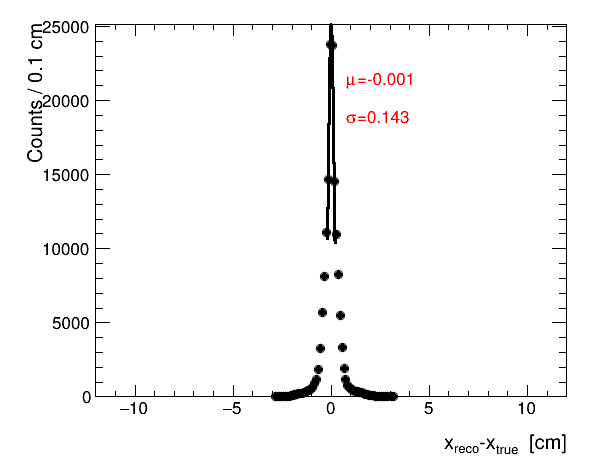 Counts / 0.1 cm
25000
20000
15000
10000
5000
0
μ=-0.001
σ=0.143
−10 −5 0 5 10
x_reco-x_true [cm]